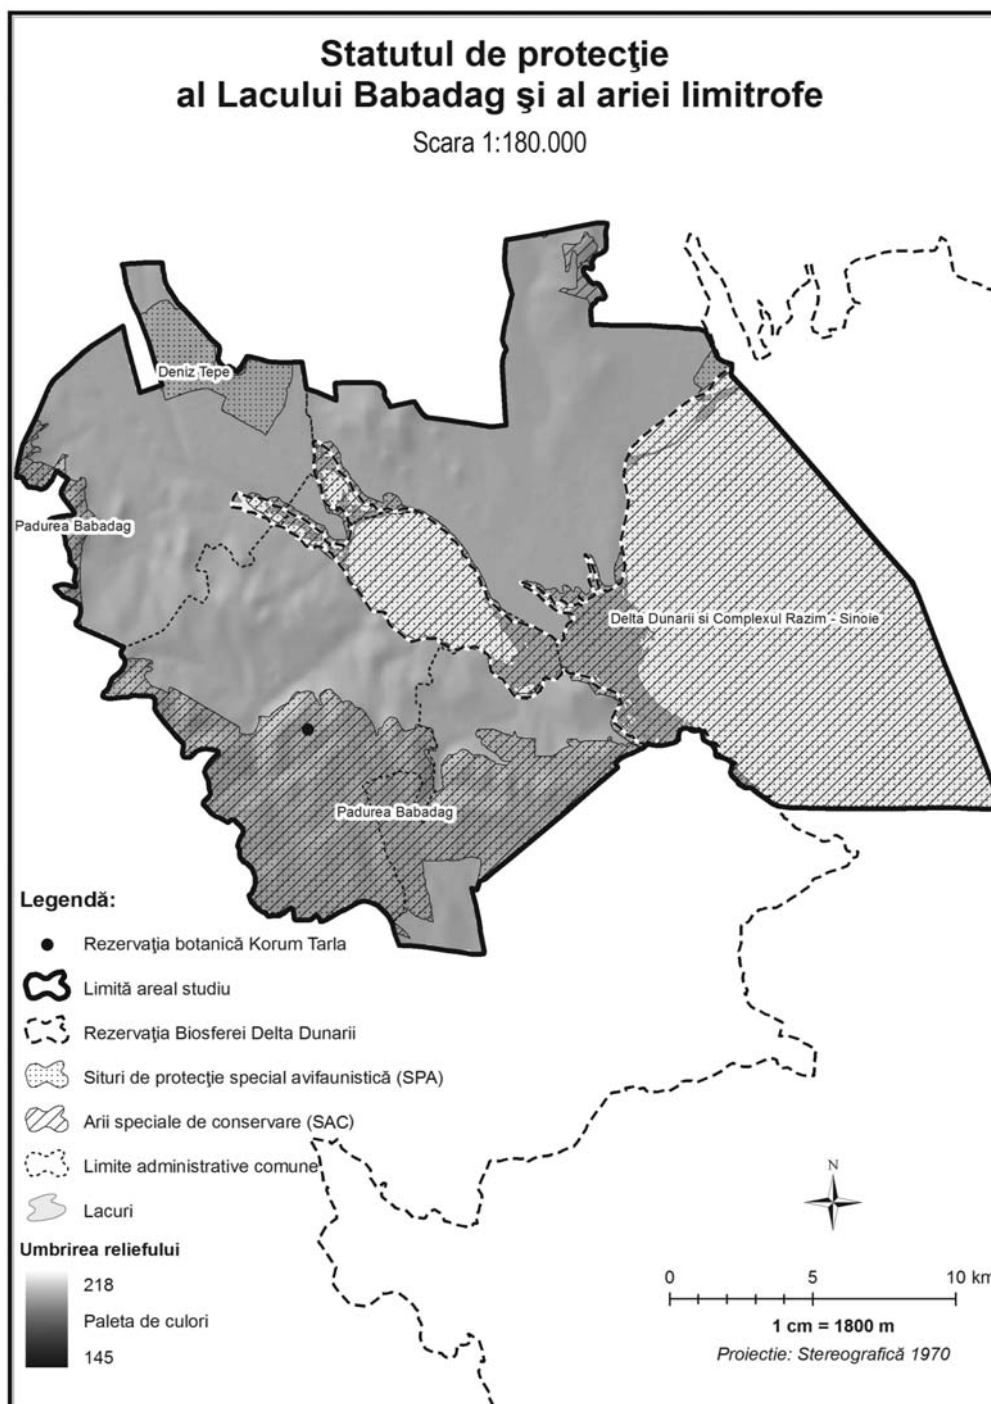 Statutul de protecţie
al Lacului Babadag şi al ariei limitrofe
Scara 1:180.000
Deniz Tepe
Padurea Babadag
Delta Dunarii si Complexul Razim - Sinoie
Padurea Babadag
Legendă:
Rezervaţia botanică Korum Tarla
Limită areal studiu
Rezervaţia Biosferei Delta Dunarii
Situri de protecţie special avifaunistică (SPA)
Arii speciale de conservare (SAC)
Limite administrative comune
Lacuri
Umbrirea reliefului
218
Paleta de culori
145
N
0 5 10 km
1 cm = 1800 m
Proiectie: Stereografică 1970